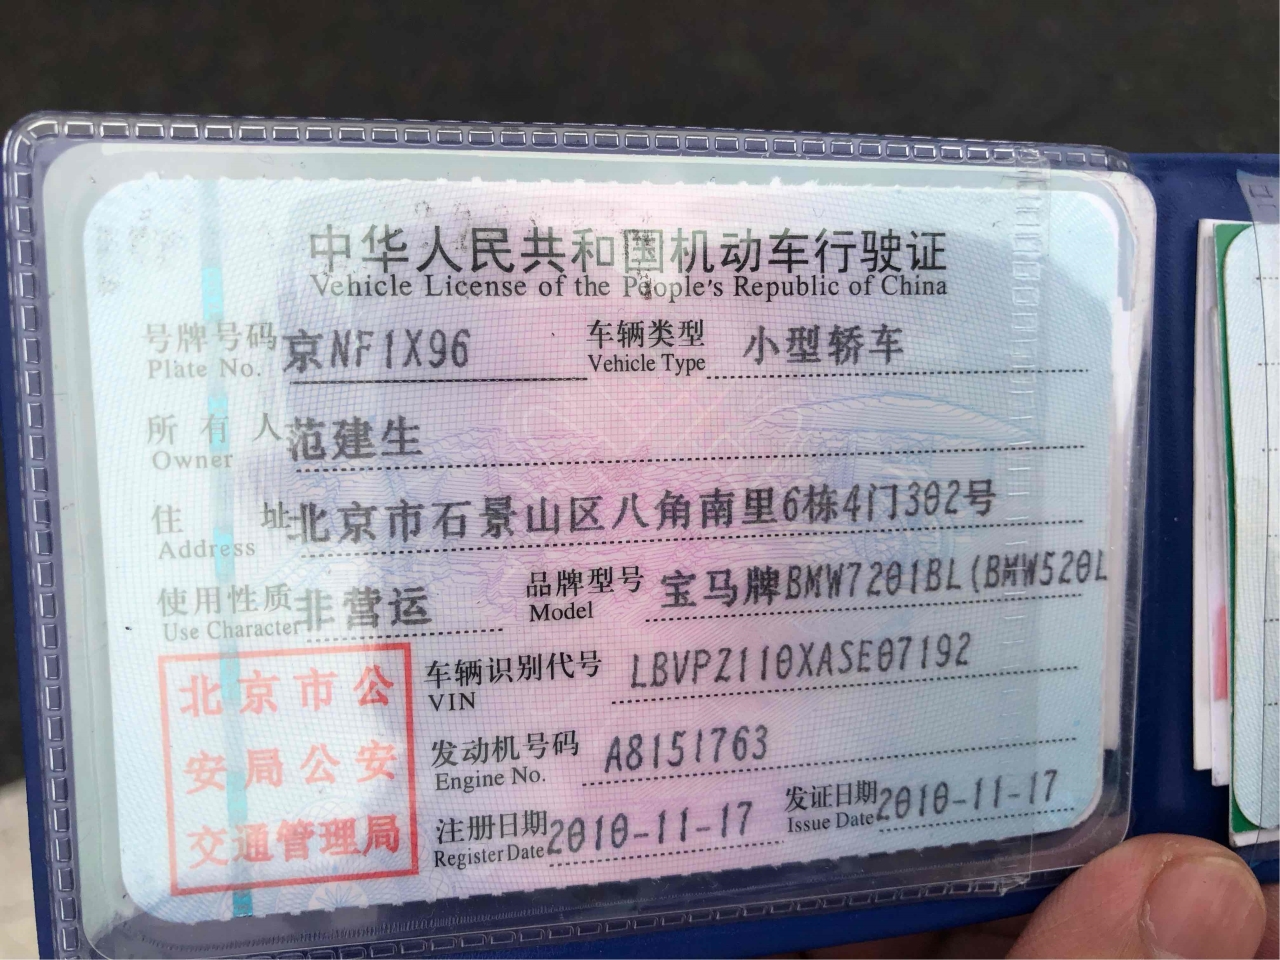 中华人民共和国机动车行驶证
Vehicle License of the People's Republic of China
号牌号码 京NF1X96 车辆类型 小型轿车
Plate No. Vehicle Type
所有人 范建生
Owner
住址 北京市石景山区八角南里6栋4门302号
Address
使用性质 非营运 品牌型号 宝马牌BMW7201BL(BMW520L
Use Character Model
北京市公
安局公安
交通管理局
车辆识别代号 LBVPZ110XASE07192
VIN
发动机号码 A8151763
Engine No.
注册日期 2010-11-17 发证日期 2010-11-17
Register Date Issue Date